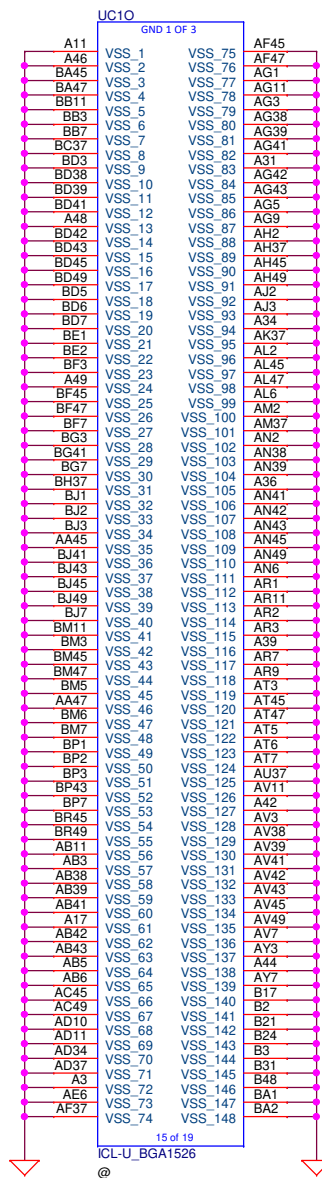 UC1O
GND 1 OF 3
A11 VSS_1 VSS_75 AF45
A46 VSS_2 VSS_76 AF47
BA45 VSS_3 VSS_77 AG1
BA47 VSS_4 VSS_78 AG11
BB11 VSS_5 VSS_79 AG3
BB3 VSS_6 VSS_80 AG38
BB7 VSS_7 VSS_81 AG39
BC37 VSS_8 VSS_82 AG41
BD3 VSS_9 VSS_83 A31
BD38 VSS_10 VSS_84 AG42
BD39 VSS_11 VSS_85 AG43
BD41 VSS_12 VSS_86 AG5
A48 VSS_13 VSS_87 AG9
BD42 VSS_14 VSS_88 AH2
BD43 VSS_15 VSS_89 AH37
BD45 VSS_16 VSS_90 AH45
BD49 VSS_17 VSS_91 AH49
BD5 VSS_18 VSS_92 AJ2
BD6 VSS_19 VSS_93 AJ3
BD7 VSS_20 VSS_94 A34
BE1 VSS_21 VSS_95 AK37
BE2 VSS_22 VSS_96 AL2
BF3 VSS_23 VSS_97 AL45
A49 VSS_24 VSS_98 AL47
BF45 VSS_25 VSS_99 AL6
BF47 VSS_26 VSS_100 AM2
BF7 VSS_27 VSS_101 AM37
BG3 VSS_28 VSS_102 AN2
BG41 VSS_29 VSS_103 AN38
BG7 VSS_30 VSS_104 AN39
BH37 VSS_31 VSS_105 A36
BJ1 VSS_32 VSS_106 AN41
BJ2 VSS_33 VSS_107 AN42
BJ3 VSS_34 VSS_108 AN43
AA45 VSS_35 VSS_109 AN45
BJ41 VSS_36 VSS_110 AN49
BJ43 VSS_37 VSS_111 AN6
BJ45 VSS_38 VSS_112 AR1
BJ49 VSS_39 VSS_113 AR11
BJ7 VSS_40 VSS_114 AR2
BM11 VSS_41 VSS_115 AR3
BM3 VSS_42 VSS_116 A39
BM45 VSS_43 VSS_117 AR7
BM47 VSS_44 VSS_118 AR9
BM5 VSS_45 VSS_119 AT3
AA47 VSS_46 VSS_120 AT45
BM6 VSS_47 VSS_121 AT47
BM7 VSS_48 VSS_122 AT5
BP1 VSS_49 VSS_123 AT6
BP2 VSS_50 VSS_124 AT7
BP3 VSS_51 VSS_125 AU37
BP43 VSS_52 VSS_126 AV11
BP7 VSS_53 VSS_127 A42
BR45 VSS_54 VSS_128 AV3
BR49 VSS_55 VSS_129 AV38
AB11 VSS_56 VSS_130 AV39
AB3 VSS_57 VSS_131 AV41
AB38 VSS_58 VSS_132 AV42
AB39 VSS_59 VSS_133 AV43
AB41 VSS_60 VSS_134 AV45
A17 VSS_61 VSS_135 AV49
AB42 VSS_62 VSS_136 AV7
AB43 VSS_63 VSS_137 AY3
AB5 VSS_64 VSS_138 A44
AB6 VSS_65 VSS_139 AY7
AC45 VSS_66 VSS_140 B17
AC49 VSS_67 VSS_141 B2
AD10 VSS_68 VSS_142 B21
AD11 VSS_69 VSS_143 B24
AD34 VSS_70 VSS_144 B3
AD37 VSS_71 VSS_145 B31
A3 VSS_72 VSS_146 B48
AE6 VSS_73 VSS_147 BA1
AF37 VSS_74 VSS_148 BA2
15 of 19
ICL-U_BGA1526
@